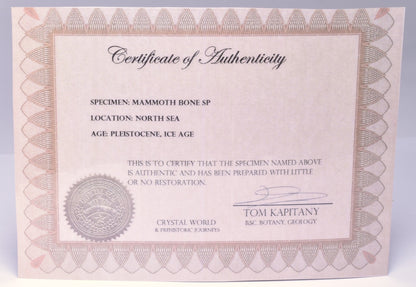 Certificate of Authenticity
SPECIMEN: MAMMOTH BONE SP
LOCATION: NORTH SEA
AGE: PLEISTOCENE, ICE AGE
THIS IS TO CERTIFY THAT THE SPECIMEN NAMED ABOVE
IS AUTHENTIC AND HAS BEEN PREPARED WITH LITTLE
OR NO RESTORATION.
TOM KAPITANY
BSC. BOTANY, GEOLOGY
CRYSTAL WORLD
& PREHISTORIC JOURNEYS